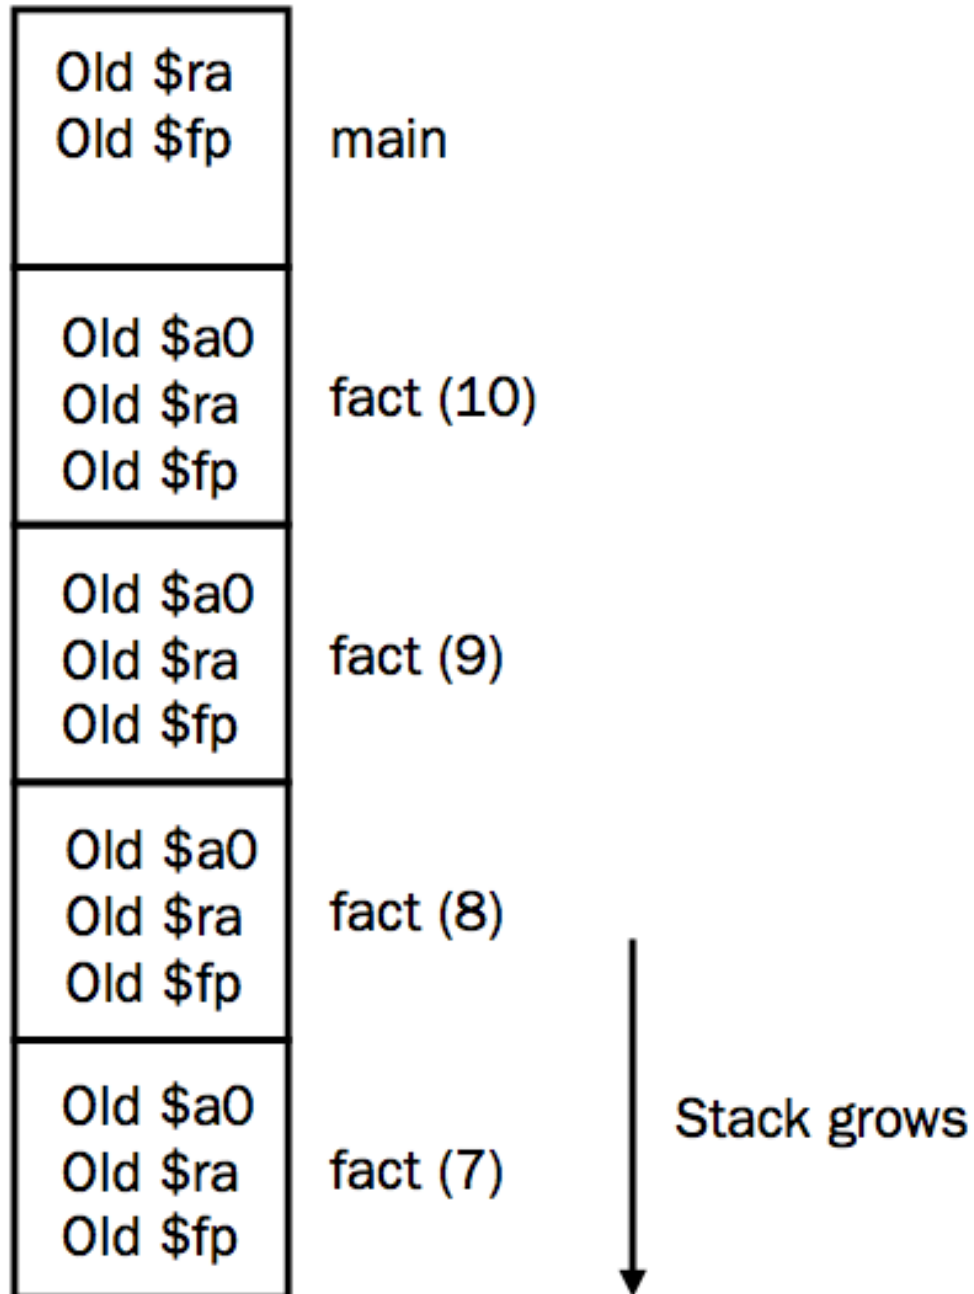 Old $ra
Old $fp
main
Old $a0
Old $ra
Old $fp
fact (10)
Old $a0
Old $ra
Old $fp
fact (9)
Old $a0
Old $ra
Old $fp
fact (8)
Old $a0
Old $ra
Old $fp
fact (7)
Stack grows